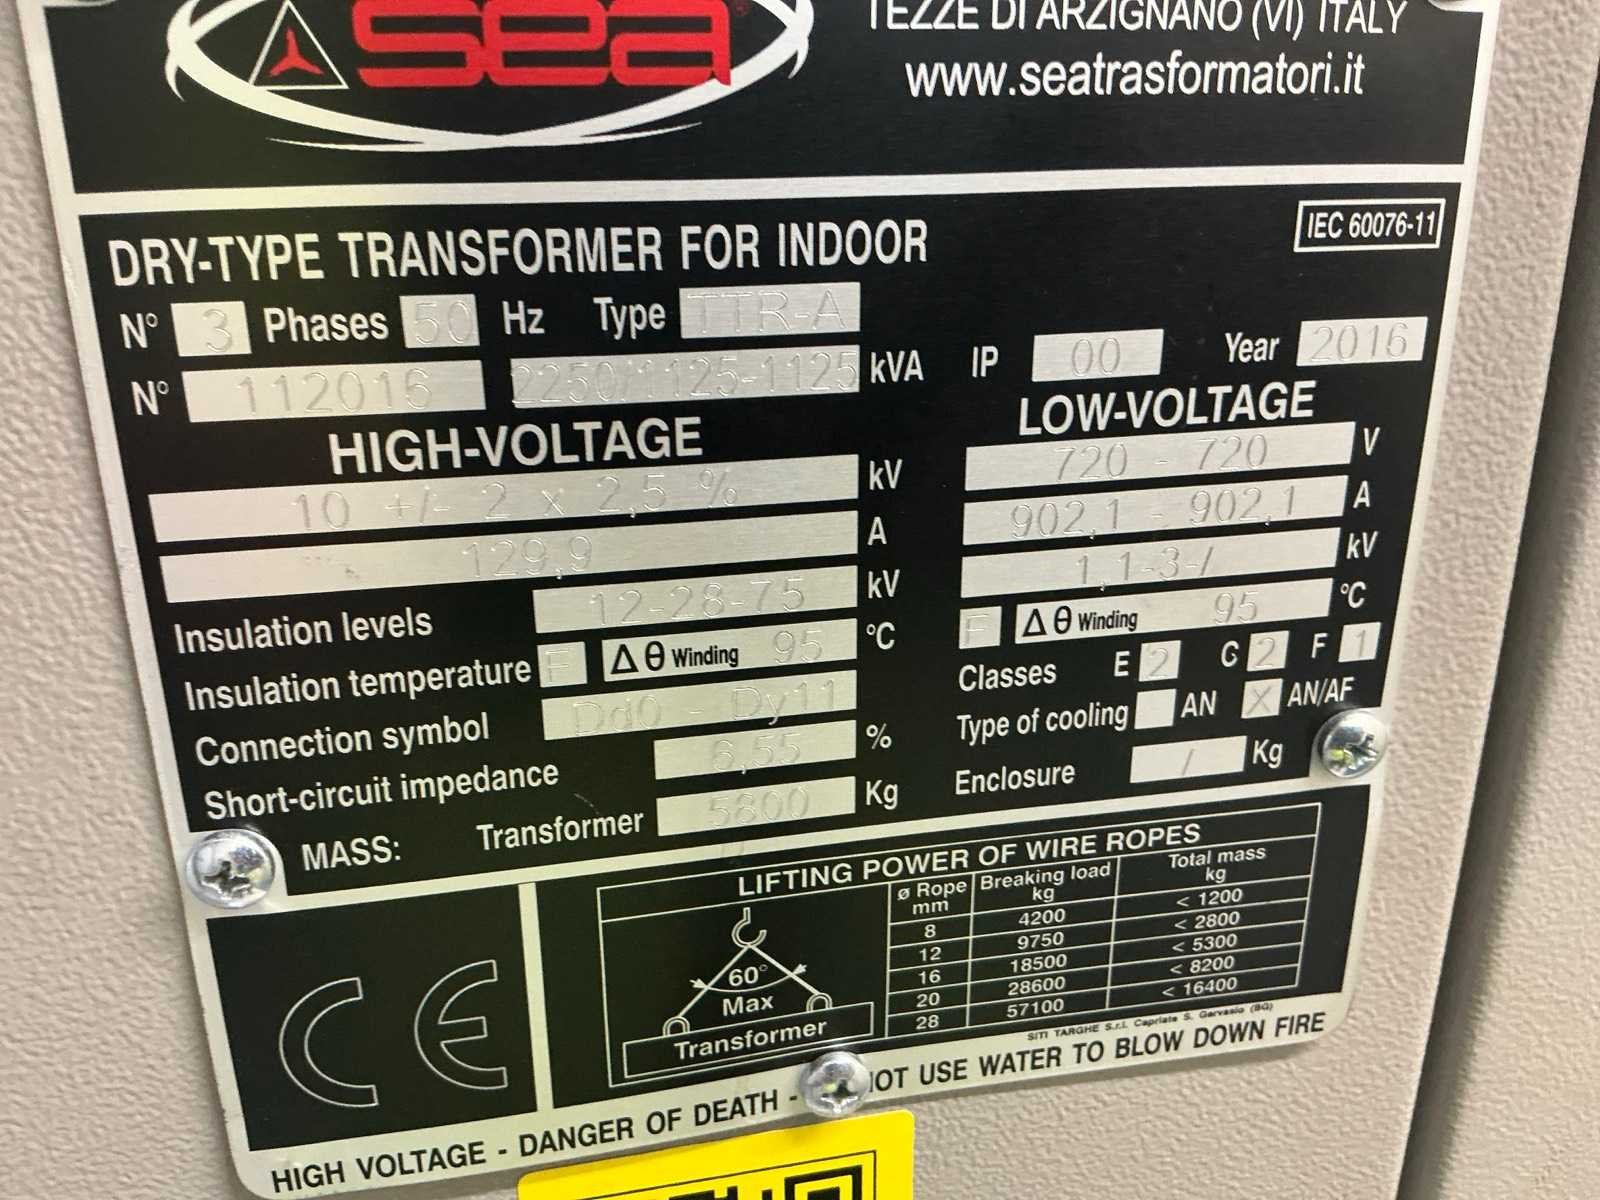 sea®
TEZZE DI ARZIGNANO (VI) ITALY
www.seatrasformatori.it
IEC 60076-11
DRY-TYPE TRANSFORMER FOR INDOOR
N° 3 Phases 50 Hz Type TTR-A
N° 112016 2250/1125-1125 kVA IP 00 Year 2016
HIGH-VOLTAGE
10 +/- 2 x 2,5 % kV
129,9 A
Insulation levels 12-28-75 kV
Insulation temperature F Δ θ Winding 95 °C
Connection symbol Dd0 - Dy11
Short-circuit impedance 6,55 %
MASS: Transformer 5800 Kg
LOW-VOLTAGE
720 - 720 V
902,1 - 902,1 A
1,1-3-/ kV
F Δ θ Winding 95 °C
Classes E 2 C 2 F 1
Type of cooling AN X AN/AF
Enclosure / Kg
CE
LIFTING POWER OF WIRE ROPES
60°
Max
Transformer
ø Rope mm Breaking load kg Total mass kg
8 4200 < 1200
12 9750 < 2800
16 18500 < 5300
20 28600 < 8200
28 57100 < 16400
SITI TARGHE S.r.l. Capriate S. Gervasio (BG)
HIGH VOLTAGE - DANGER OF DEATH - NOT USE WATER TO BLOW DOWN FIRE